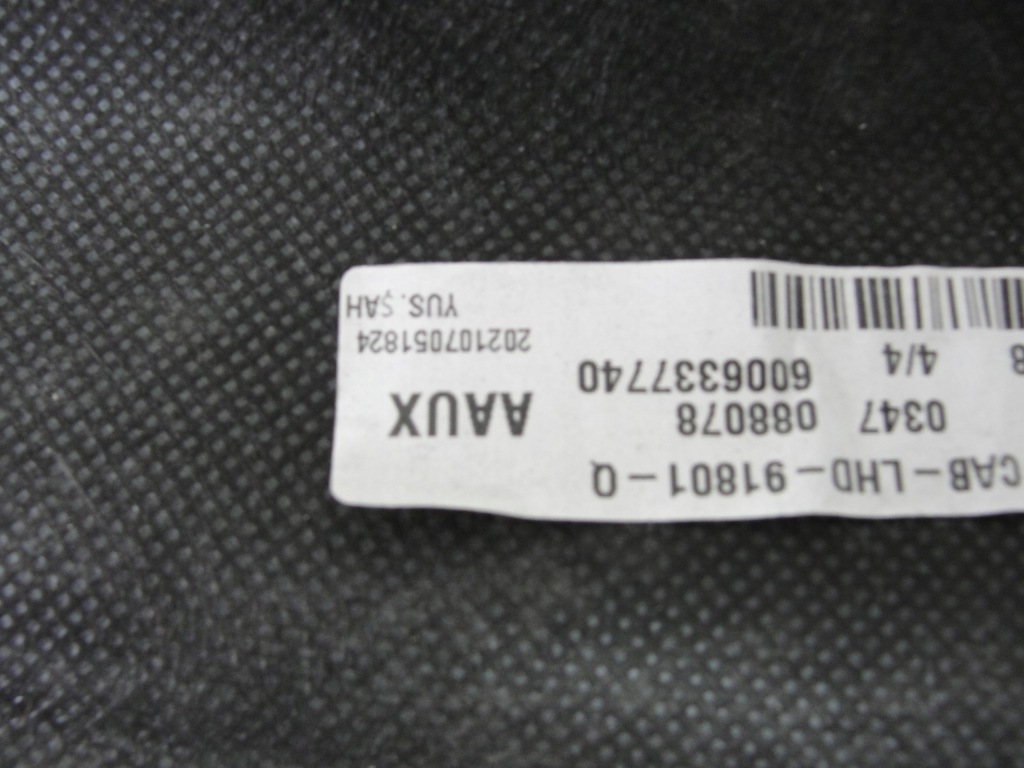 CAB-LHD-91801-Q
0347 088078 AAUX
6006337740
4/4
202107051824
YUS.ŞAH